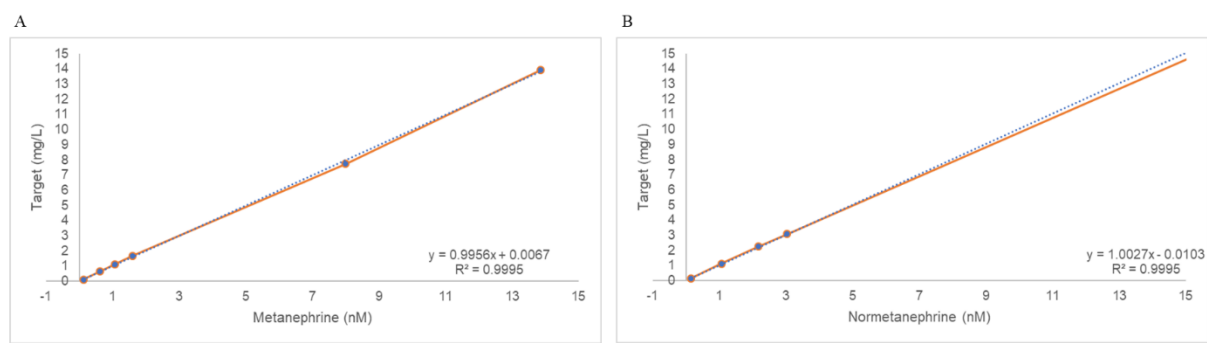 A
15
14
13
12
11
10
9
8
7
6
5
4
3
2
1
0
Target (mg/L)
-1 1 3 5 7 9 11 13 15
Metanephrine (nM)
y = 0.9956x + 0.0067
R² = 0.9995
B
15
14
13
12
11
10
9
8
7
6
5
4
3
2
1
0
Target (mg/L)
-1 1 3 5 7 9 11 13 15
Normetanephrine (nM)
y = 1.0027x - 0.0103
R² = 0.9995